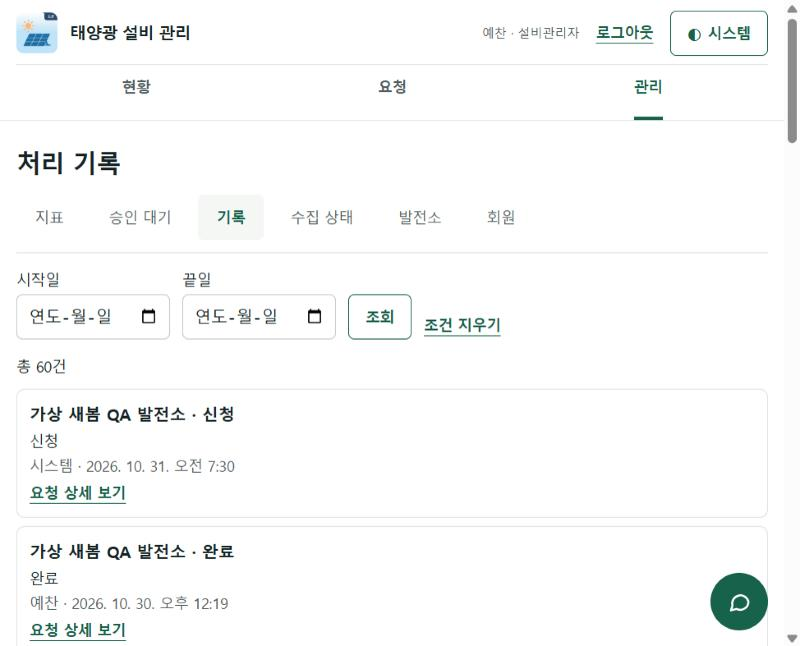 태양광 설비 관리
예찬 · 설비관리자
로그아웃
시스템
현황
요청
관리
처리 기록
지표
승인 대기
기록
수집 상태
발전소
회원
시작일
끝일
연도-월-일
연도-월-일
조회
조건 지우기
총 60건
가상 새봄 QA 발전소 · 신청
신청
시스템 · 2026. 10. 31. 오전 7:30
요청 상세 보기
가상 새봄 QA 발전소 · 완료
완료
예찬 · 2026. 10. 30. 오후 12:19
요청 상세 보기